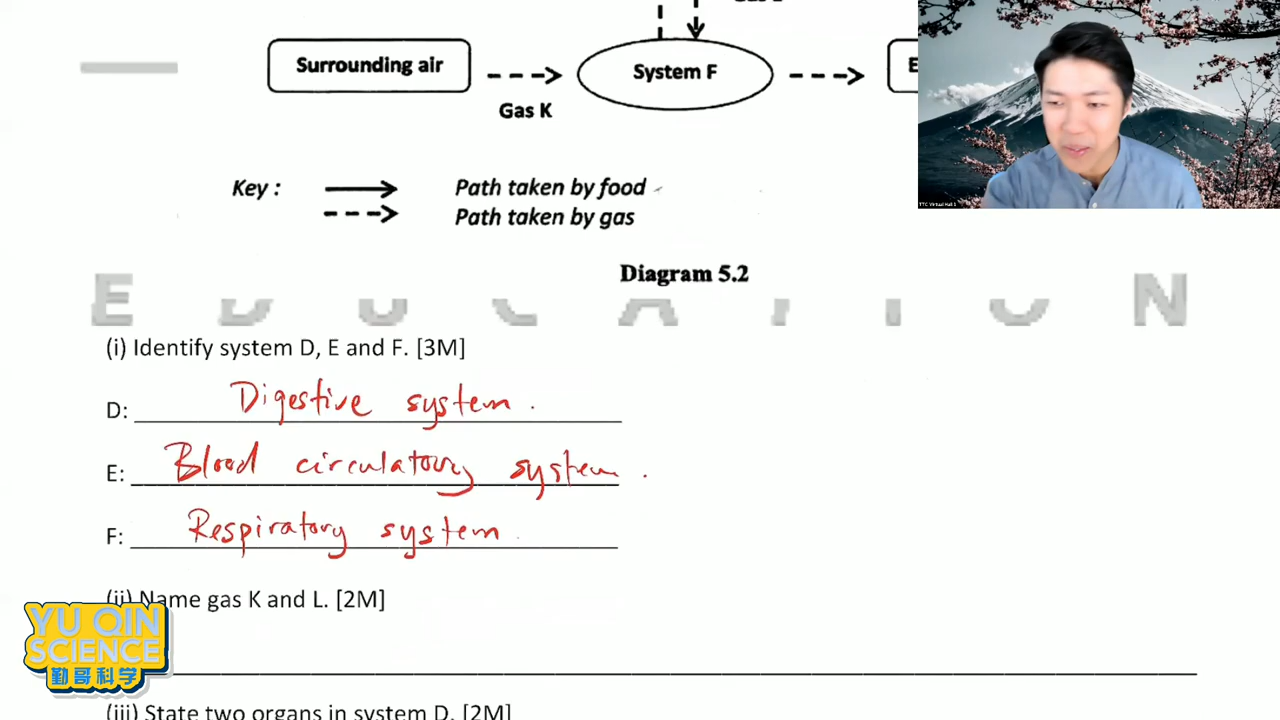 Surrounding air
System F
E
Gas K
Key :
Path taken by food
Path taken by gas
Diagram 5.2
E D U C A T I O N
(i) Identify system D, E and F. [3M]
D: Digestive system.
E: Blood circulatory system.
F: Respiratory system
(ii) Name gas K and L. [2M]
YU QIN
SCIENCE
勤哥科学
(iii) State two organs in system D. [2M]